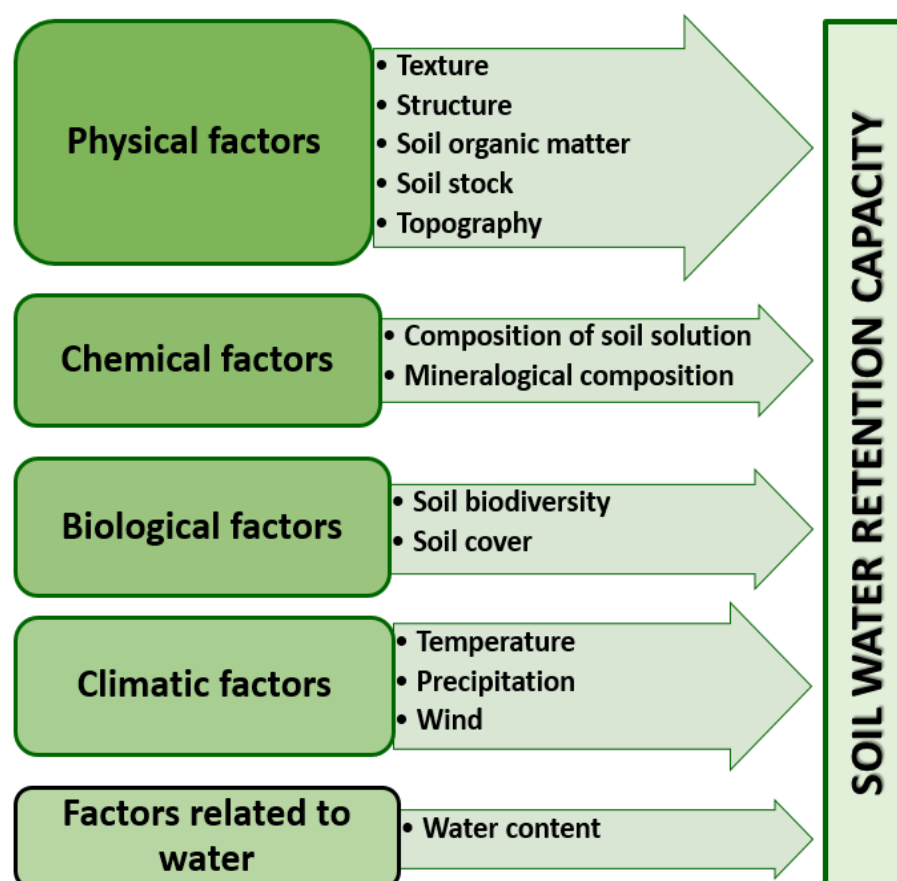 Physical factors
• Texture
• Structure
• Soil organic matter
• Soil stock
• Topography
Chemical factors
• Composition of soil solution
• Mineralogical composition
Biological factors
• Soil biodiversity
• Soil cover
Climatic factors
• Temperature
• Precipitation
• Wind
Factors related to
water
• Water content
SOIL WATER RETENTION CAPACITY